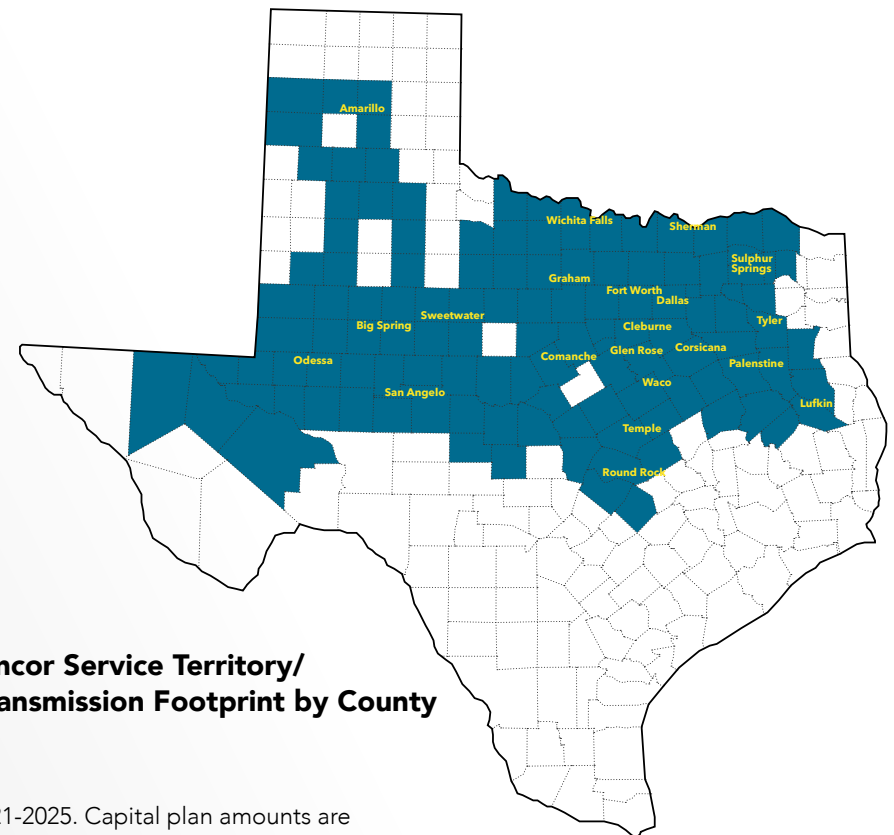 Amarillo
Wichita Falls
Sherman
Sulphur
Springs
Graham
Fort Worth
Dallas
Sweetwater
Big Spring
Tyler
Cleburne
Comanche
Glen Rose
Corsicana
Odessa
Palenstine
San Angelo
Waco
Lufkin
Temple
Round Rock
ncor Service Territory/
ansmission Footprint by County
1-2025. Capital plan amounts are